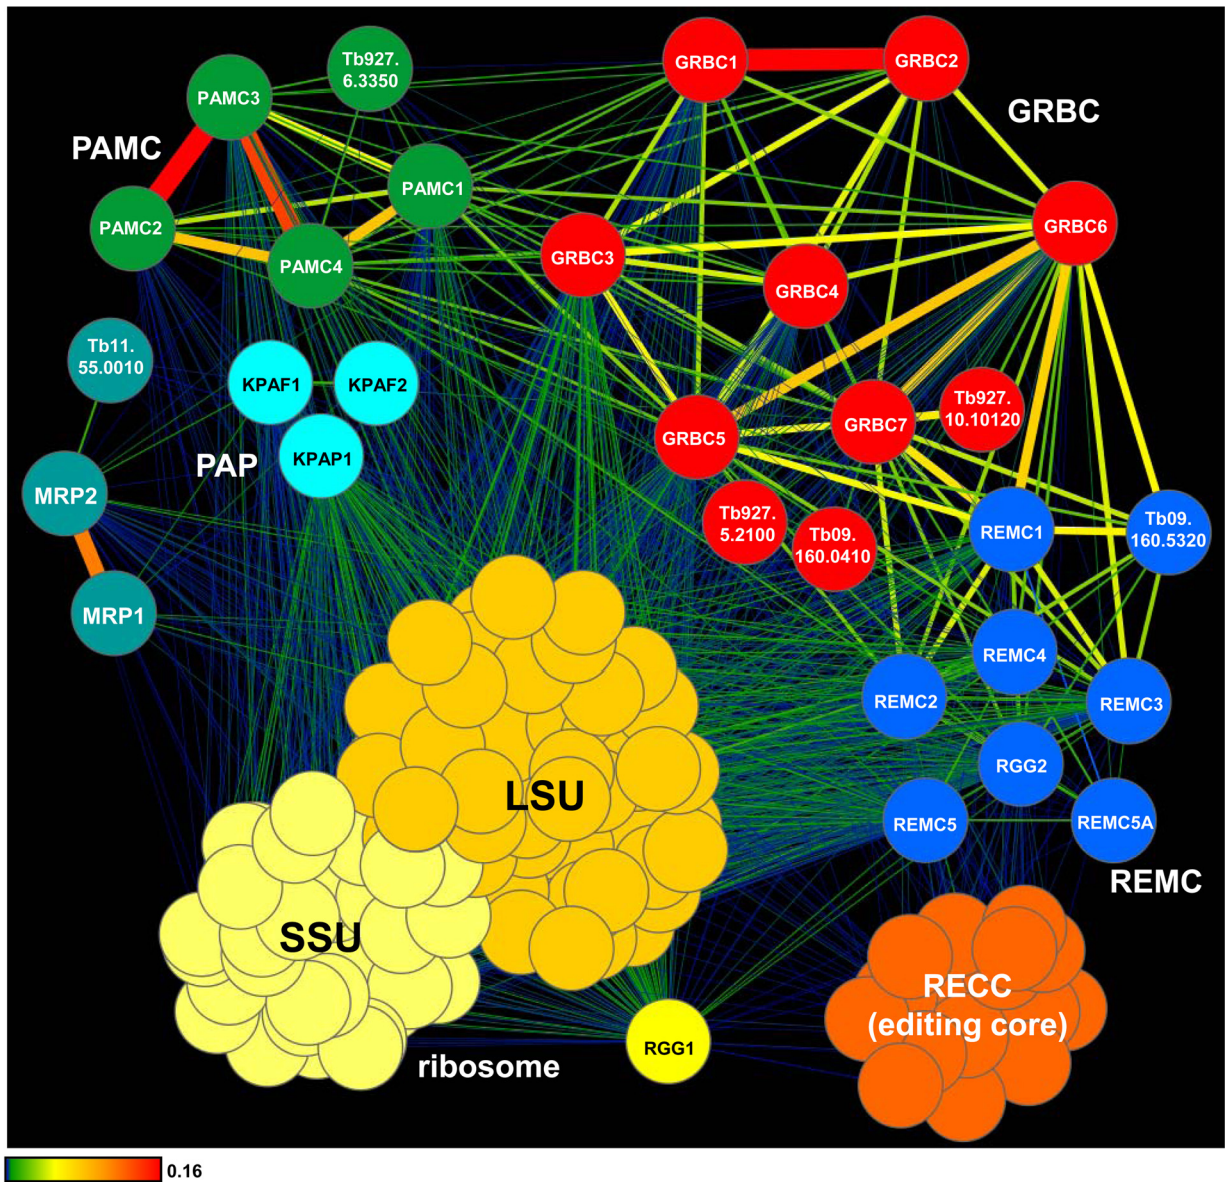 Tb927.
6.3350
GRBC1
GRBC2
PAMC3
GRBC
PAMC
PAMC1
PAMC2
GRBC6
PAMC4
GRBC3
GRBC4
Tb11.
55.0010
KPAF1
KPAF2
Tb927.
10.10120
GRBC5
GRBC7
KPAP1
PAP
MRP2
Tb927.
5.2100
Tb09.
160.0410
REMC1
Tb09.
160.5320
MRP1
REMC4
REMC2
REMC3
RGG2
LSU
REMC5
REMC5A
REMC
SSU
RECC
(editing core)
RGG1
ribosome
0.16